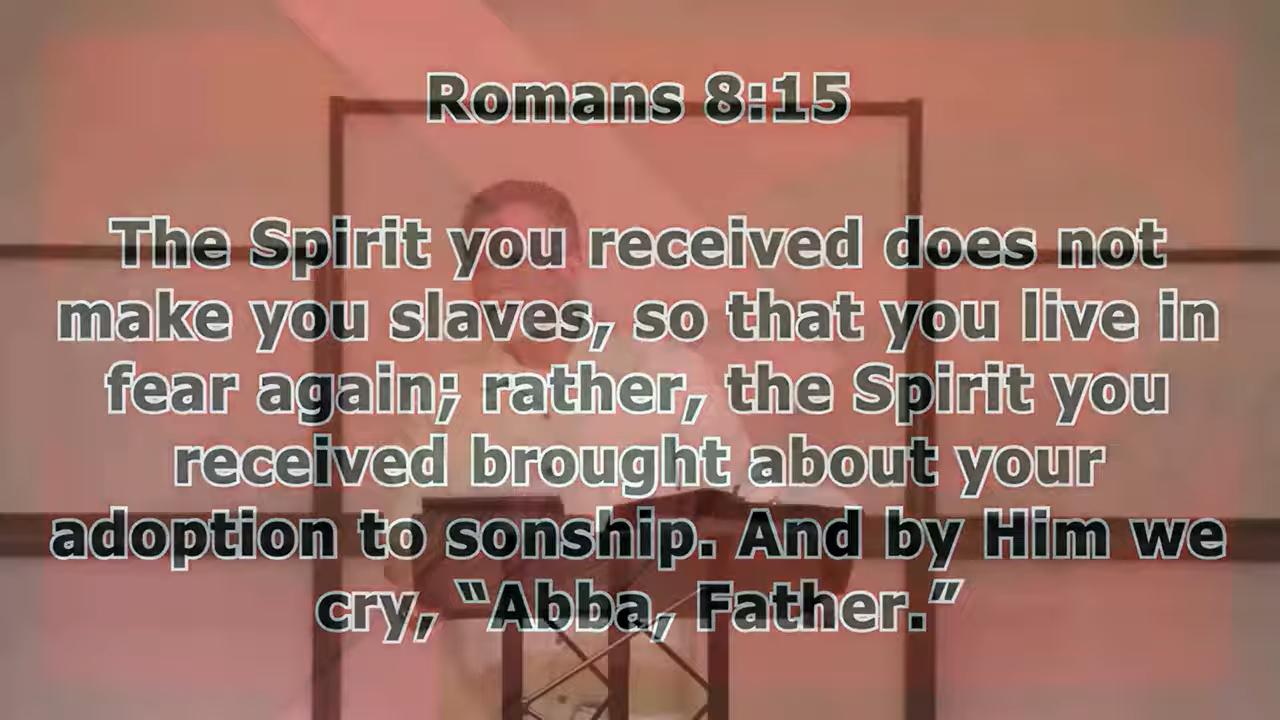 Romans 8:15
The Spirit you received does not
make you slaves, so that you live in
fear again; rather, the Spirit you
received brought about your
adoption to sonship. And by Him we
cry, “Abba, Father.”